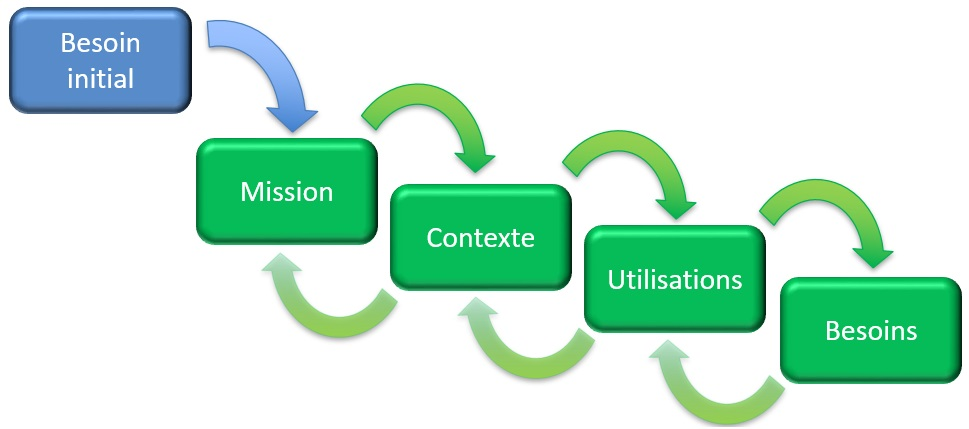 Besoin
initial
Mission
Contexte
Utilisations
Besoins